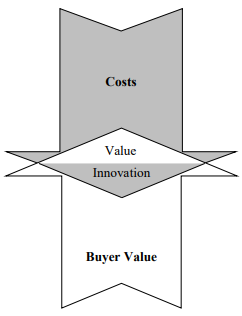 Costs
Value
Innovation
Buyer Value